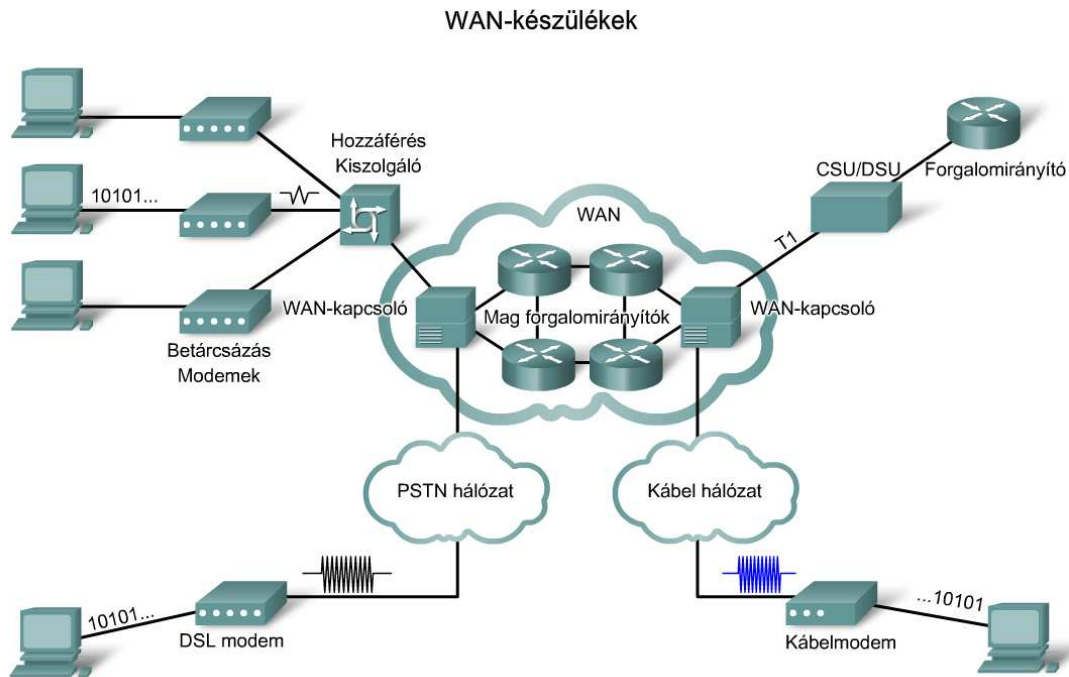 WAN-készülékek
Hozzáférés
Kiszolgáló
CSU/DSU
Forgalomirányító
10101...
WAN
T1
WAN-kapcsoló
Mag forgalomirányítók
WAN-kapcsoló
Betárcsázás
Modemek
PSTN hálózat
Kábel hálózat
10101...
DSL modem
...10101
Kábelmodem